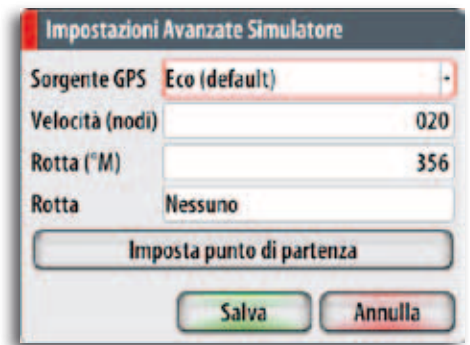 Impostazioni Avanzate Simulatore
Sorgente GPS Eco (default)
Velocità (nodi) 020
Rotta (°M) 356
Rotta Nessuno
Imposta punto di partenza
Salva Annulla